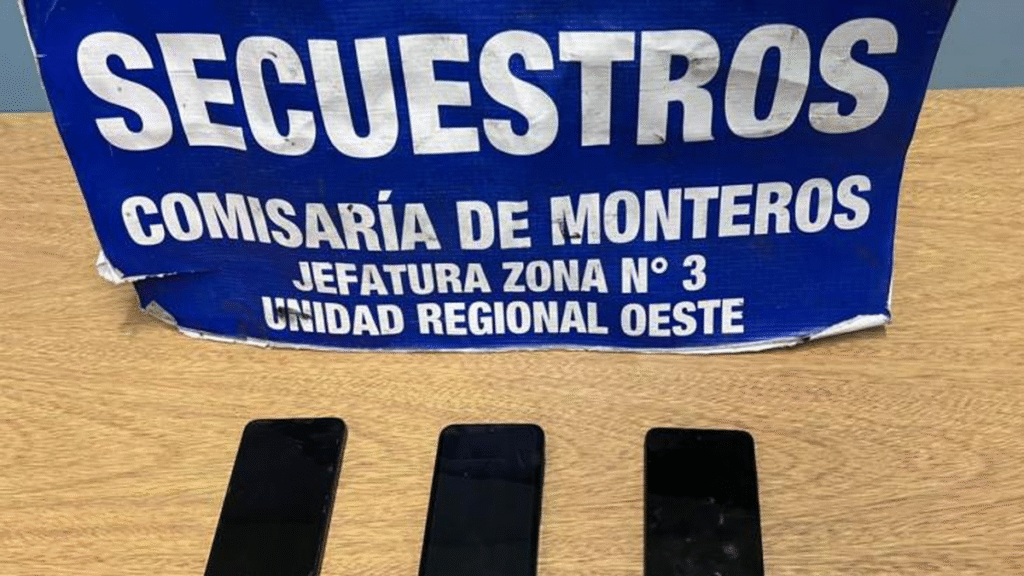 SECUESTROS
COMISARÍA DE MONTEROS
JEFATURA ZONA N° 3
UNIDAD REGIONAL OESTE